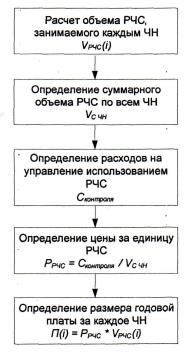 Расчет объема РЧС,
занимаемого каждым ЧН
VРЧС(i)
Определение суммарного
объема РЧС по всем ЧН
VС ЧН
Определение расходов на
управление использованием
РЧС
Сконтроля
Определение цены за единицу
РЧС
PРЧС = Сконтроля / VС ЧН
Определение размера годовой
платы за каждое ЧН
П(i) = PРЧС * VРЧС(i)